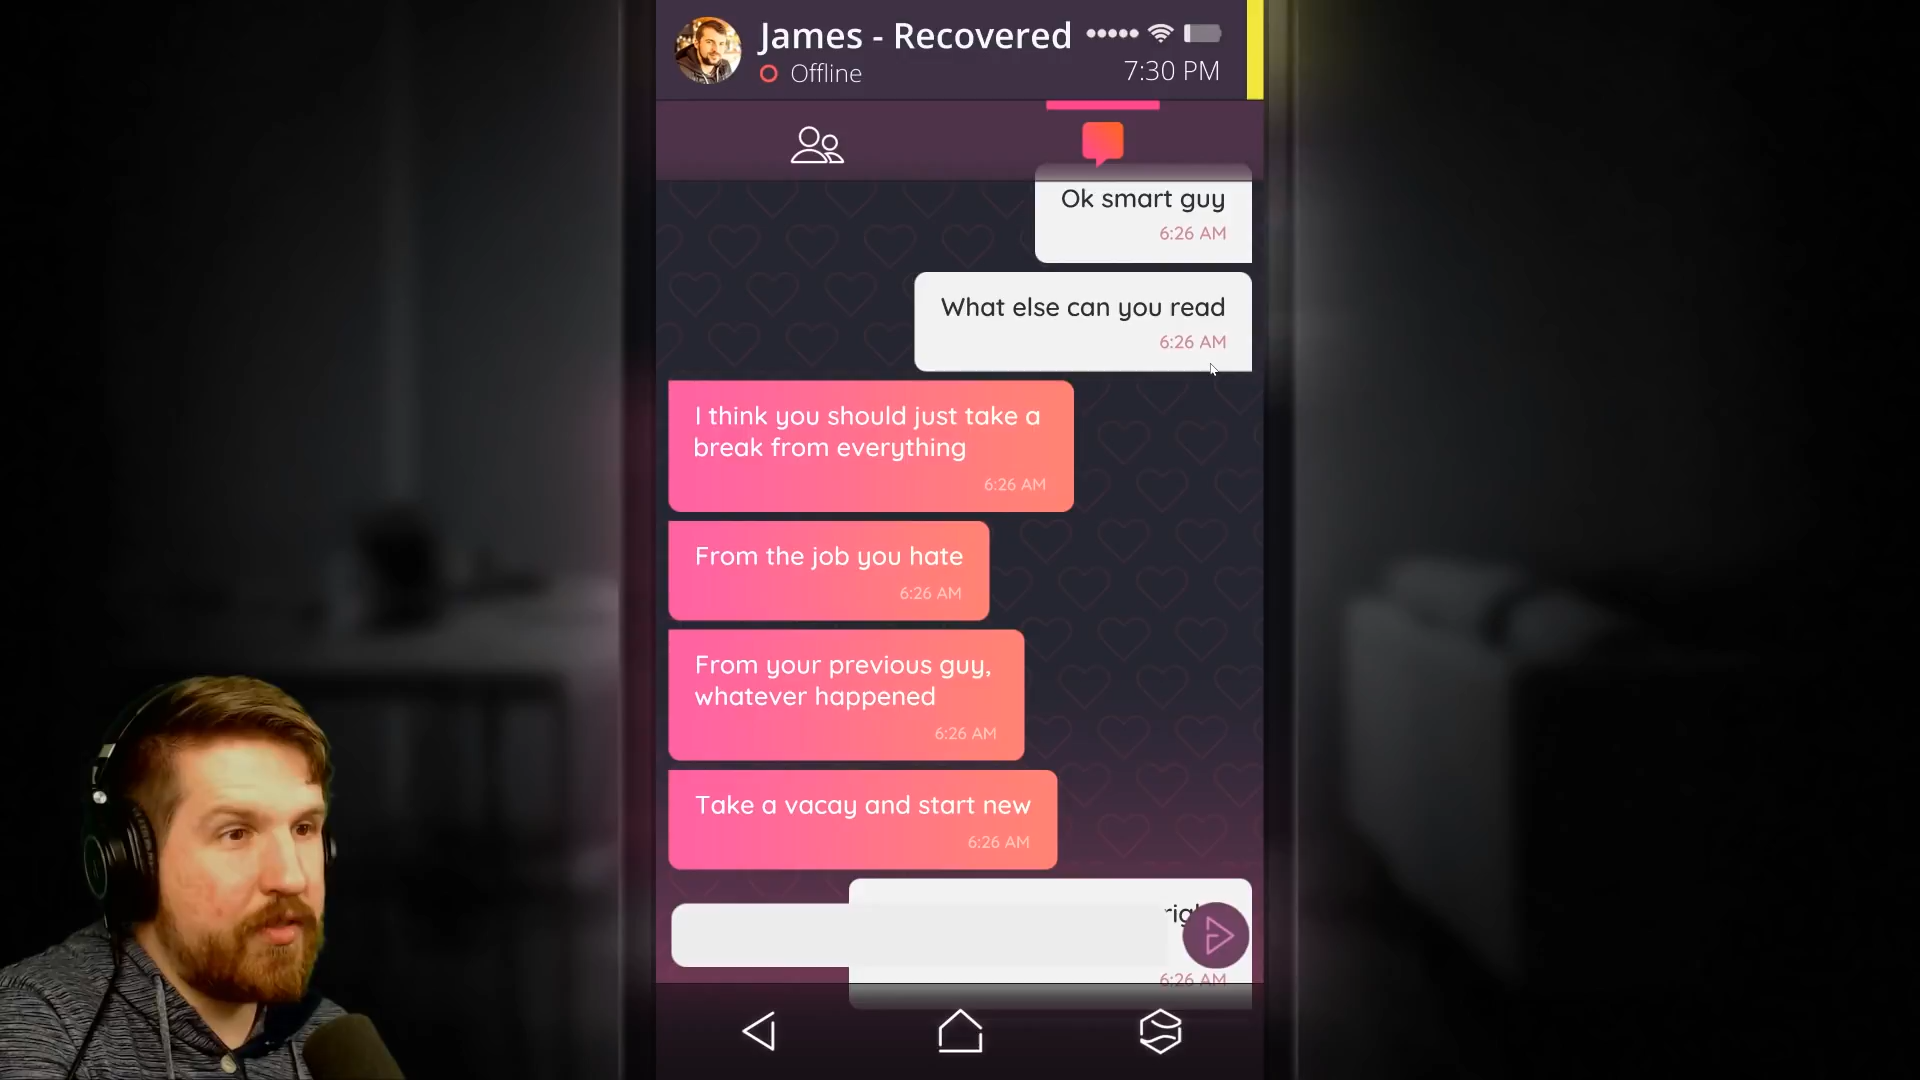 James - Recovered
Offline
7:30 PM
Ok smart guy
6:26 AM
What else can you read
6:26 AM
I think you should just take a
break from everything
6:26 AM
From the job you hate
6:26 AM
From your previous guy,
whatever happened
6:26 AM
Take a vacay and start new
6:26 AM
6:26 AM